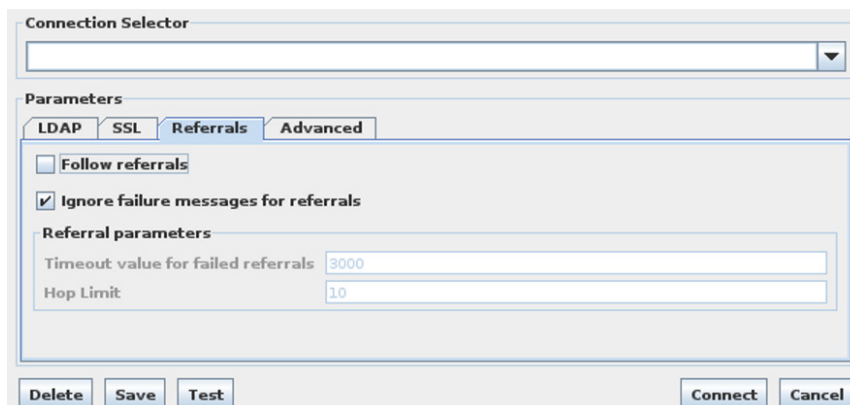 Connection Selector
Parameters
LDAP SSL Referrals Advanced
Follow referrals
Ignore failure messages for referrals
Referral parameters
Timeout value for failed referrals 3000
Hop Limit 10
Delete Save Test Connect Cancel